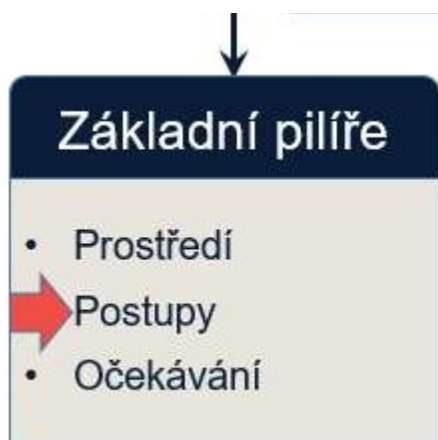 Základní pilíře
• Prostředí
Postupy
• Očekávání